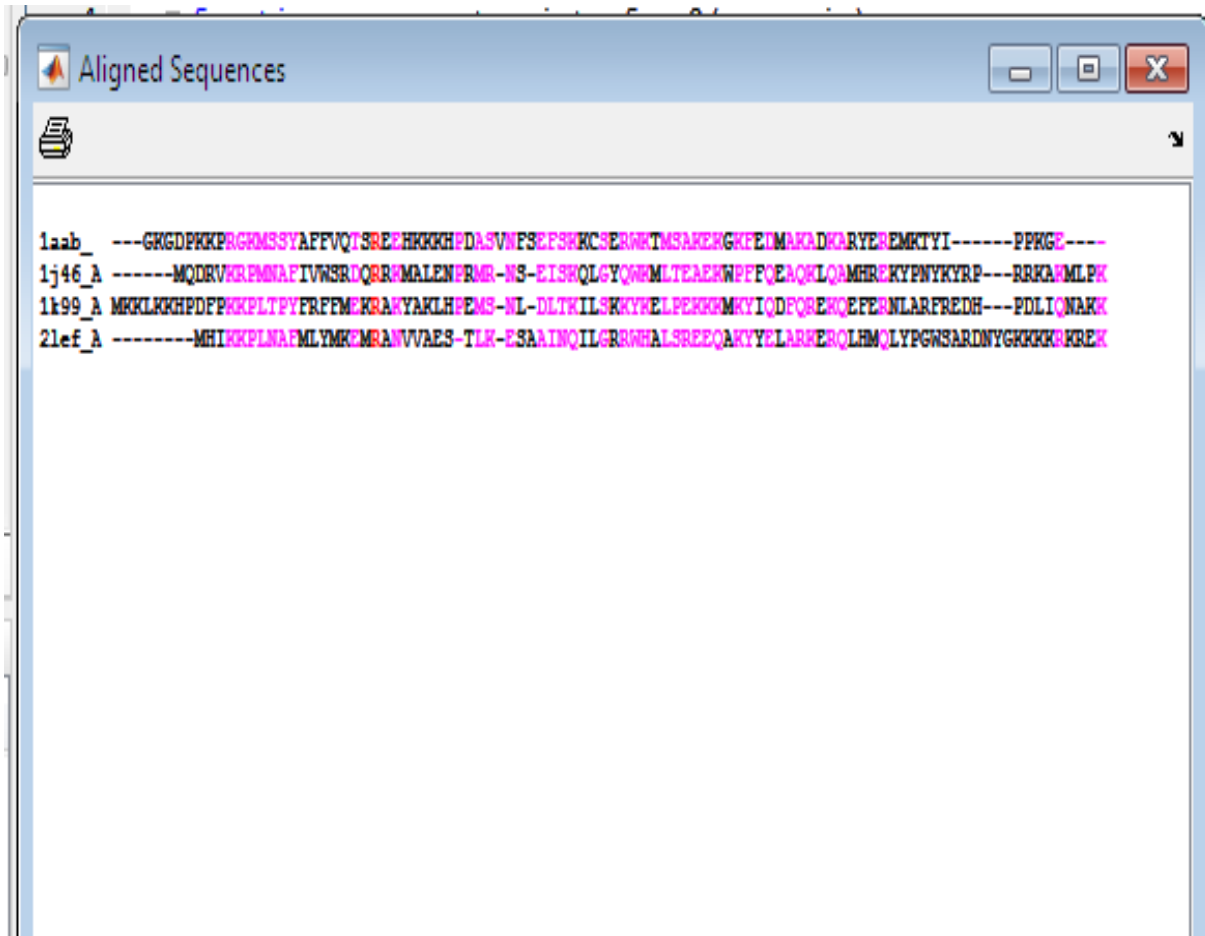 Aligned Sequences
1aab_ ---GKGDPKKPRGKMSSYAFFVQTSREEHKKKHPDASVNFSEFSKKCSERWKTMSAKEKGKFEDMAKADKARYEREMKTYI------PPKGE----
1j46_A ------MQDRVKRPMNAFIVWSRDQRRKMALENPRMR-NS-EISKQLGYQWKMLTEAEKWPFFQEAQKLQAMHREKYPNYKYRP---RRKAKMLPK
1k99_A MKKLKKHPDFPKKPLTPYFRFFMEKRAKYAKLHPEMS-NL-DLTKILSKKYKELPEKKKMKYIQDFQREKQEFERNLARFREDH---PDLIQNAKK
2lef_A --------MHIKKPLNAFMLYMKEMRANVVAES-TLK-ESAAINQILGRRWHALSREEQAKYYELARKERQLHMQLYPGWSARDNYGKKKKRKREK